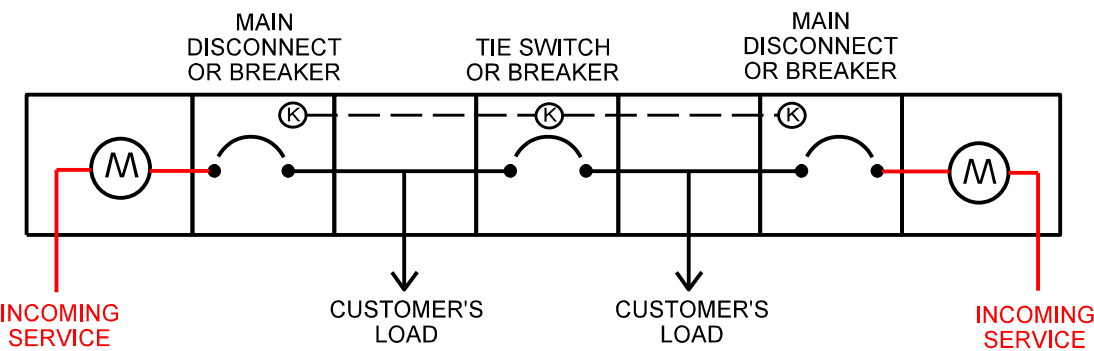 MAIN
DISCONNECT
OR BREAKER
TIE SWITCH
OR BREAKER
MAIN
DISCONNECT
OR BREAKER
K
K
K
M
M
INCOMING
SERVICE
CUSTOMER'S
LOAD
CUSTOMER'S
LOAD
INCOMING
SERVICE